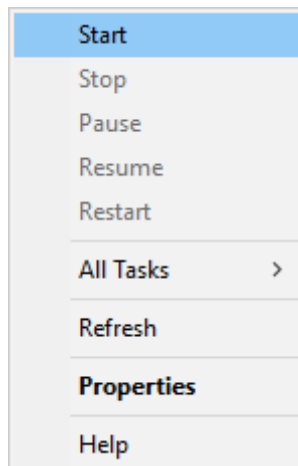 Start
Stop
Pause
Resume
Restart
All Tasks
Refresh
Properties
Help